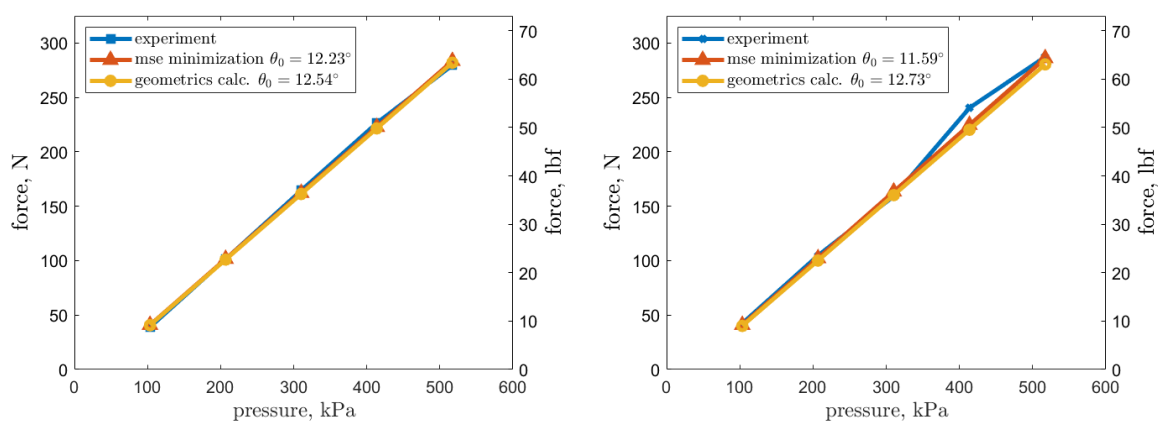 experiment
mse minimization θ₀ = 12.23°
geometrics calc. θ₀ = 12.54°
300
250
200
150
100
50
0
force, N
70
60
50
40
30
20
10
0
force, lbf
0 100 200 300 400 500 600
pressure, kPa
experiment
mse minimization θ₀ = 11.59°
geometrics calc. θ₀ = 12.73°
300
250
200
150
100
50
0
force, N
70
60
50
40
30
20
10
0
force, lbf
0 100 200 300 400 500 600
pressure, kPa